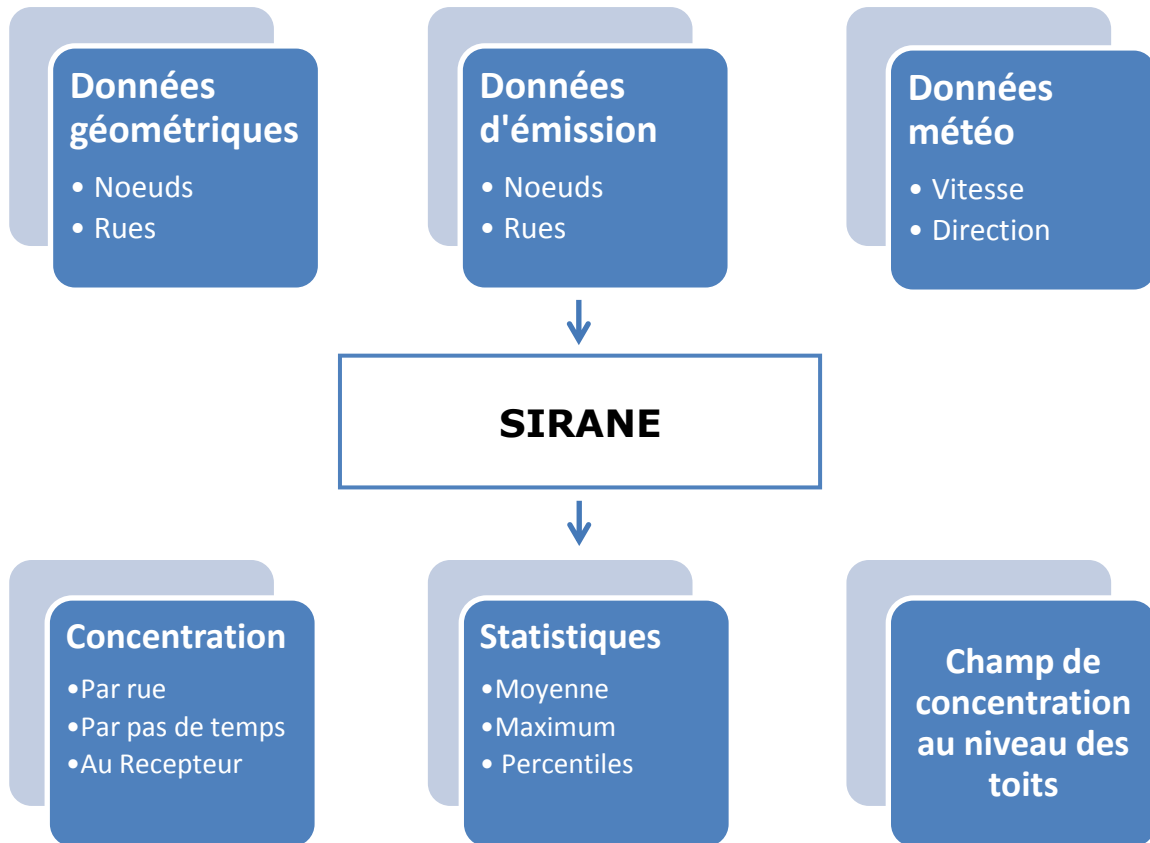 Données
géométriques
• Noeuds
• Rues
Données
d'émission
• Noeuds
• Rues
Données
météo
• Vitesse
• Direction
SIRANE
Concentration
•Par rue
•Par pas de temps
•Au Recepteur
Statistiques
•Moyenne
•Maximum
• Percentiles
Champ de
concentration
au niveau des
toits